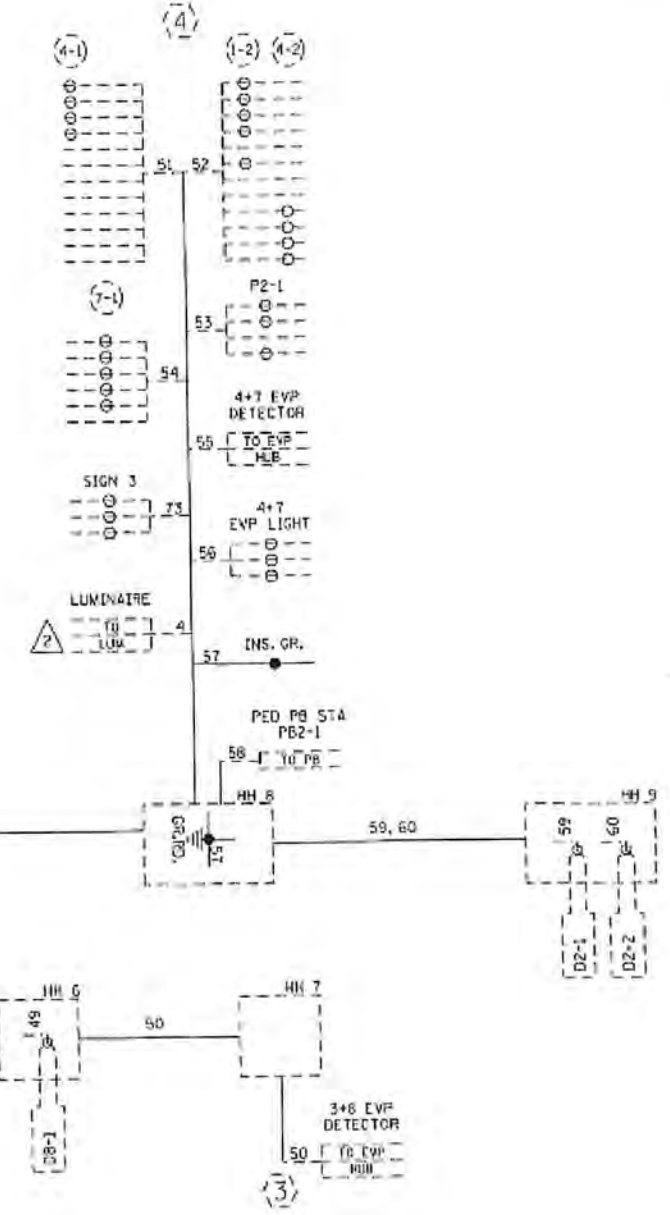 4
4-1
1-2
4-2
51
52
7-1
P2-1
53
54
4+7 EVP
DETECTOR
55
TO EVP
HUB
SIGN 3
73
4+7
EVP LIGHT
56
LUMINAIRE
2
TO
LUM.
4
57
INS. GR.
PED PB STA
PB2-1
58
TO PB
HH 8
GR.RD.
57
59, 60
HH 9
59
60
D2-1
D2-2
HH 6
49
50
HH 7
D8-1
3+8 EVP
DETECTOR
50
TO EVP
HUB
3